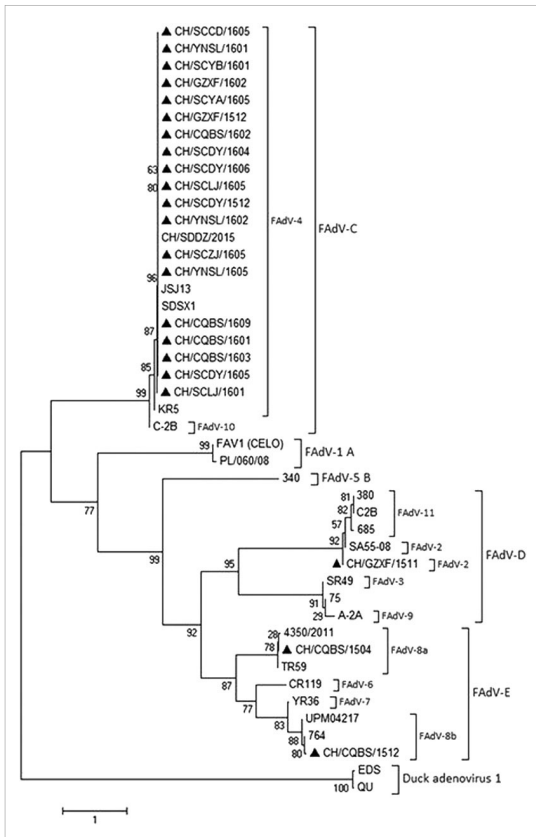 ▲ CH/SCCD/1605
▲ CH/YNSL/1601
▲ CH/SCYB/1601
▲ CH/GZXF/1602
▲ CH/SCYA/1605
▲ CH/GZXF/1512
▲ CH/CQBS/1602
▲ CH/SCDY/1604
63 ▲ CH/SCDY/1606
80 ▲ CH/SCLJ/1605
▲ CH/SCDY/1512
▲ CH/YNSL/1602 FAdV-4
FAdV-C
CH/SDDZ/2015
▲ CH/SCZJ/1605
▲ CH/YNSL/1605
96
JSJ13
SDSX1
▲ CH/CQBS/1609
87
▲ CH/CQBS/1601
▲ CH/CQBS/1603
85
▲ CH/SCDY/1605
99 ▲ CH/SCLJ/1601
KR5
C-2B FAdV-10
99 FAV1 (CELO)
FAdV-1 A
PL/060/08
77
340 FAdV-5 B
99
81 380
82 C2B FAdV-11
57 685
92 SA55-08 FAdV-2
FAdV-D
95 ▲ CH/GZXF/1511 FAdV-2
SR49 FAdV-3
91 75
29 A-2A FAdV-9
92
28 4350/2011
78 ▲ CH/CQBS/1504 FAdV-8a
TR59
87 CR119 FAdV-6
FAdV-E
77 YR36 FAdV-7
83 UPM04217
88 764 FAdV-8b
80 ▲ CH/CQBS/1512
EDS
Duck adenovirus 1
100 QU
1